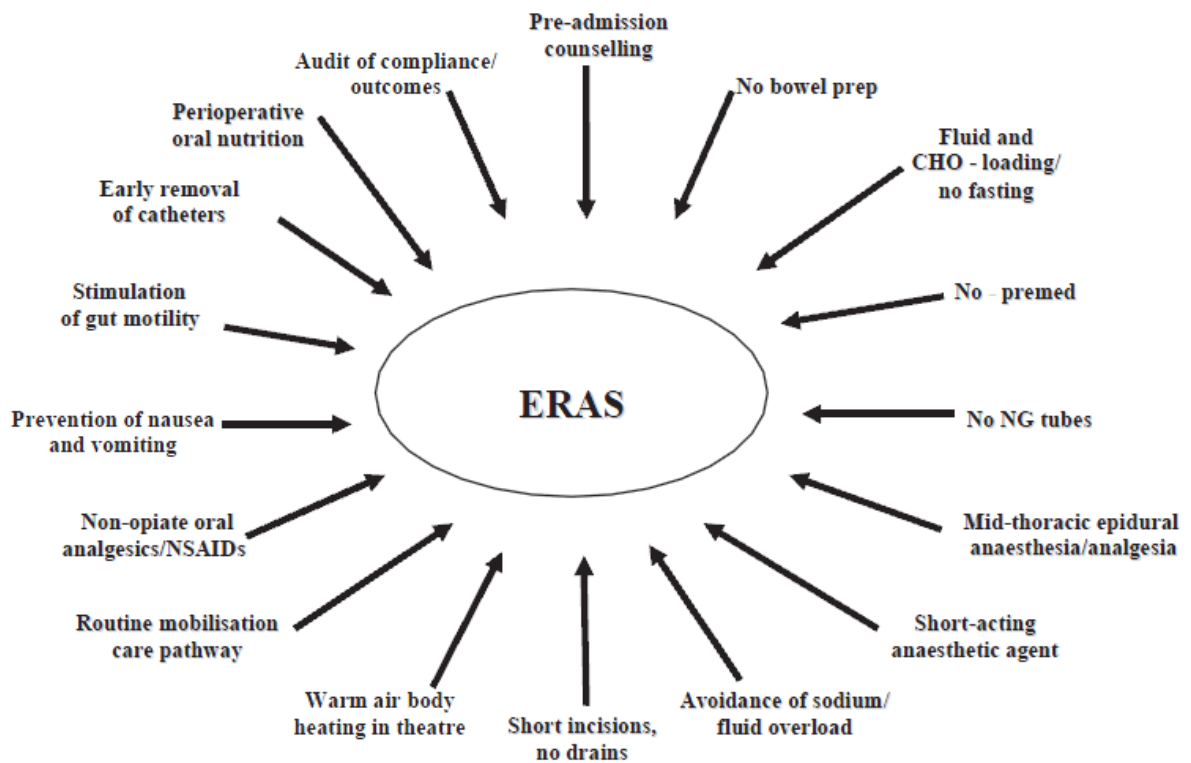 Pre-admission
counselling
Audit of compliance/
outcomes
No bowel prep
Perioperative
oral nutrition
Fluid and
CHO - loading/
no fasting
Early removal
of catheters
Stimulation
of gut motility
No - premed
ERAS
Prevention of nausea
and vomiting
No NG tubes
Non-opiate oral
analgesics/NSAIDs
Mid-thoracic epidural
anaesthesia/analgesia
Routine mobilisation
care pathway
Short-acting
anaesthetic agent
Warm air body
heating in theatre
Short incisions,
no drains
Avoidance of sodium/
fluid overload